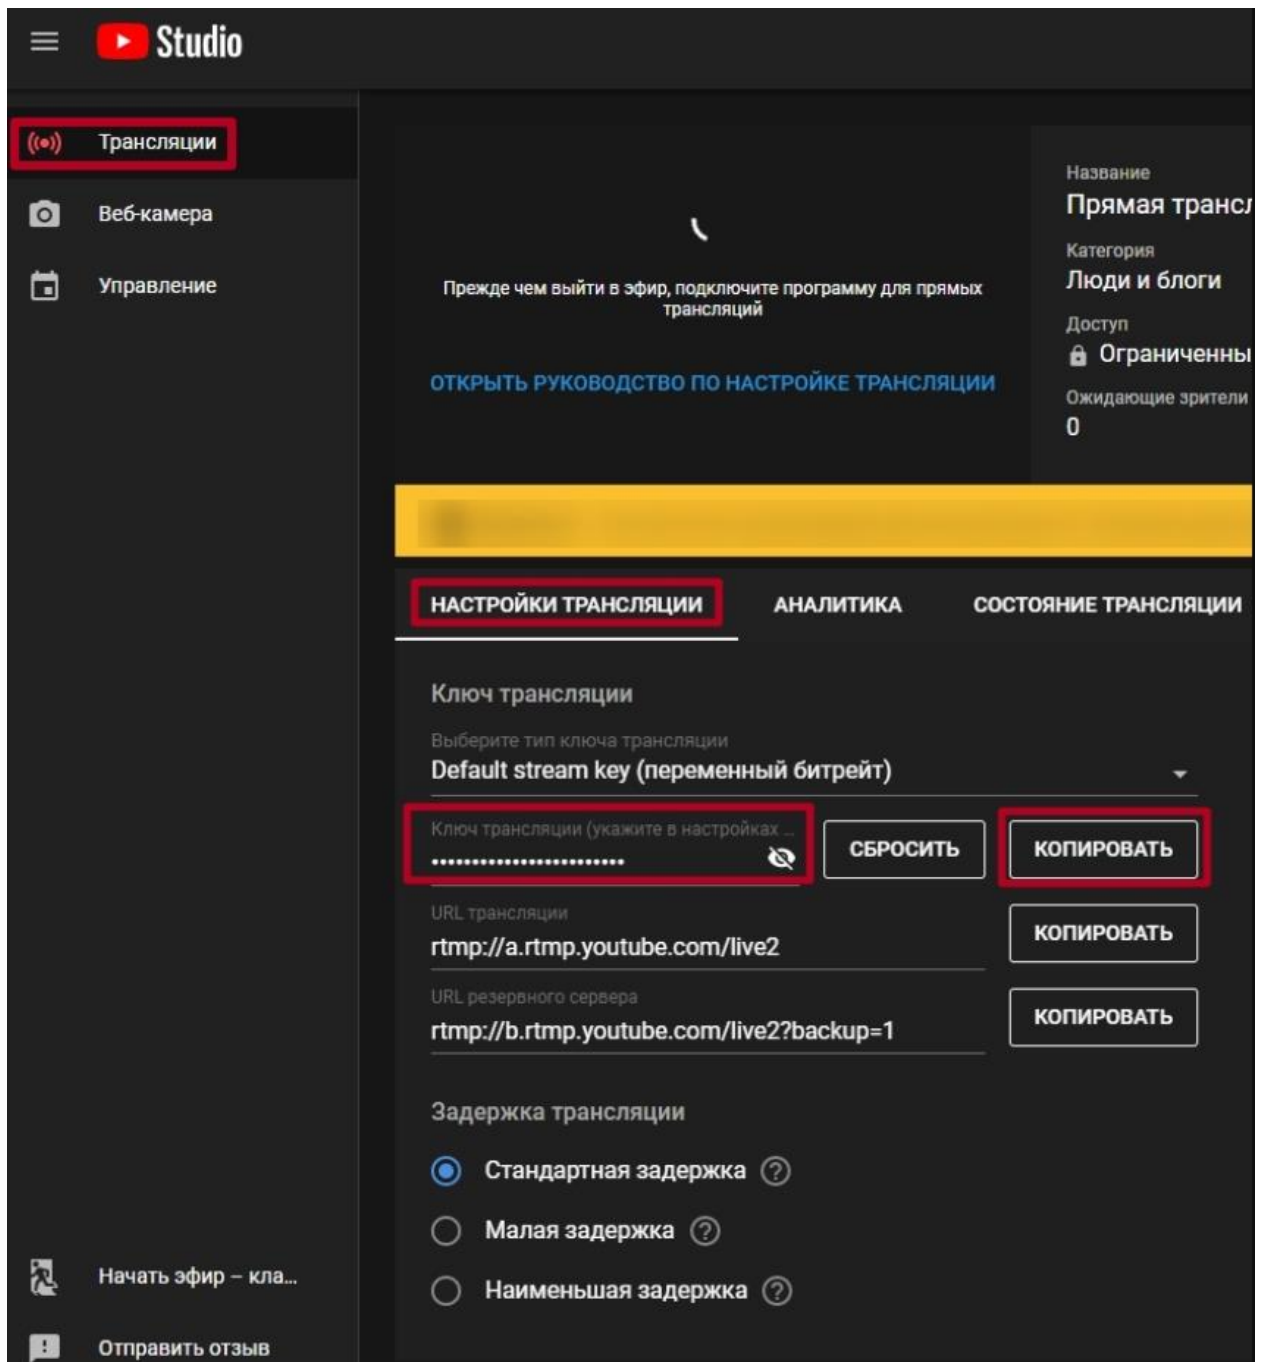 Studio
Трансляции
Веб-камера
Управление
Прежде чем выйти в эфир, подключите программу для прямых
трансляций
ОТКРЫТЬ РУКОВОДСТВО ПО НАСТРОЙКЕ ТРАНСЛЯЦИИ
Название
Прямая трансл
Категория
Люди и блоги
Доступ
Ограниченны
Ожидающие зрители
0
НАСТРОЙКИ ТРАНСЛЯЦИИ
АНАЛИТИКА
СОСТОЯНИЕ ТРАНСЛЯЦИИ
Ключ трансляции
Выберите тип ключа трансляции
Default stream key (переменный битрейт)
Ключ трансляции (укажите в настройках ...
••••••••••••••••••••••••
СБРОСИТЬ
КОПИРОВАТЬ
URL трансляции
rtmp://a.rtmp.youtube.com/live2
КОПИРОВАТЬ
URL резервного сервера
rtmp://b.rtmp.youtube.com/live2?backup=1
КОПИРОВАТЬ
Задержка трансляции
Стандартная задержка ?
Малая задержка ?
Наименьшая задержка ?
Начать эфир – кла...
Отправить отзыв